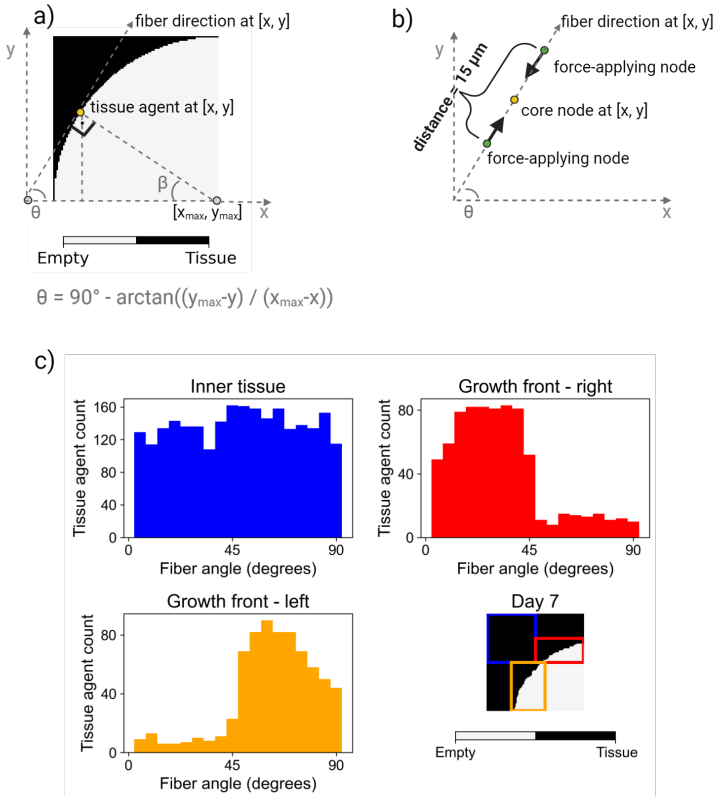 a)
y
fiber direction at [x, y]
tissue agent at [x, y]
β
θ
[xmax, ymax]
x
Empty
Tissue
θ = 90° - arctan((ymax-y) / (xmax-x))
b)
y
fiber direction at [x, y]
force-applying node
distance = 15 μm
core node at [x, y]
force-applying node
θ
x
c)
Inner tissue
Tissue agent count
160
120
80
40
0
0
45
90
Fiber angle (degrees)
Growth front - right
Tissue agent count
80
40
0
0
45
90
Fiber angle (degrees)
Growth front - left
Tissue agent count
80
40
0
0
45
90
Fiber angle (degrees)
Day 7
Empty
Tissue